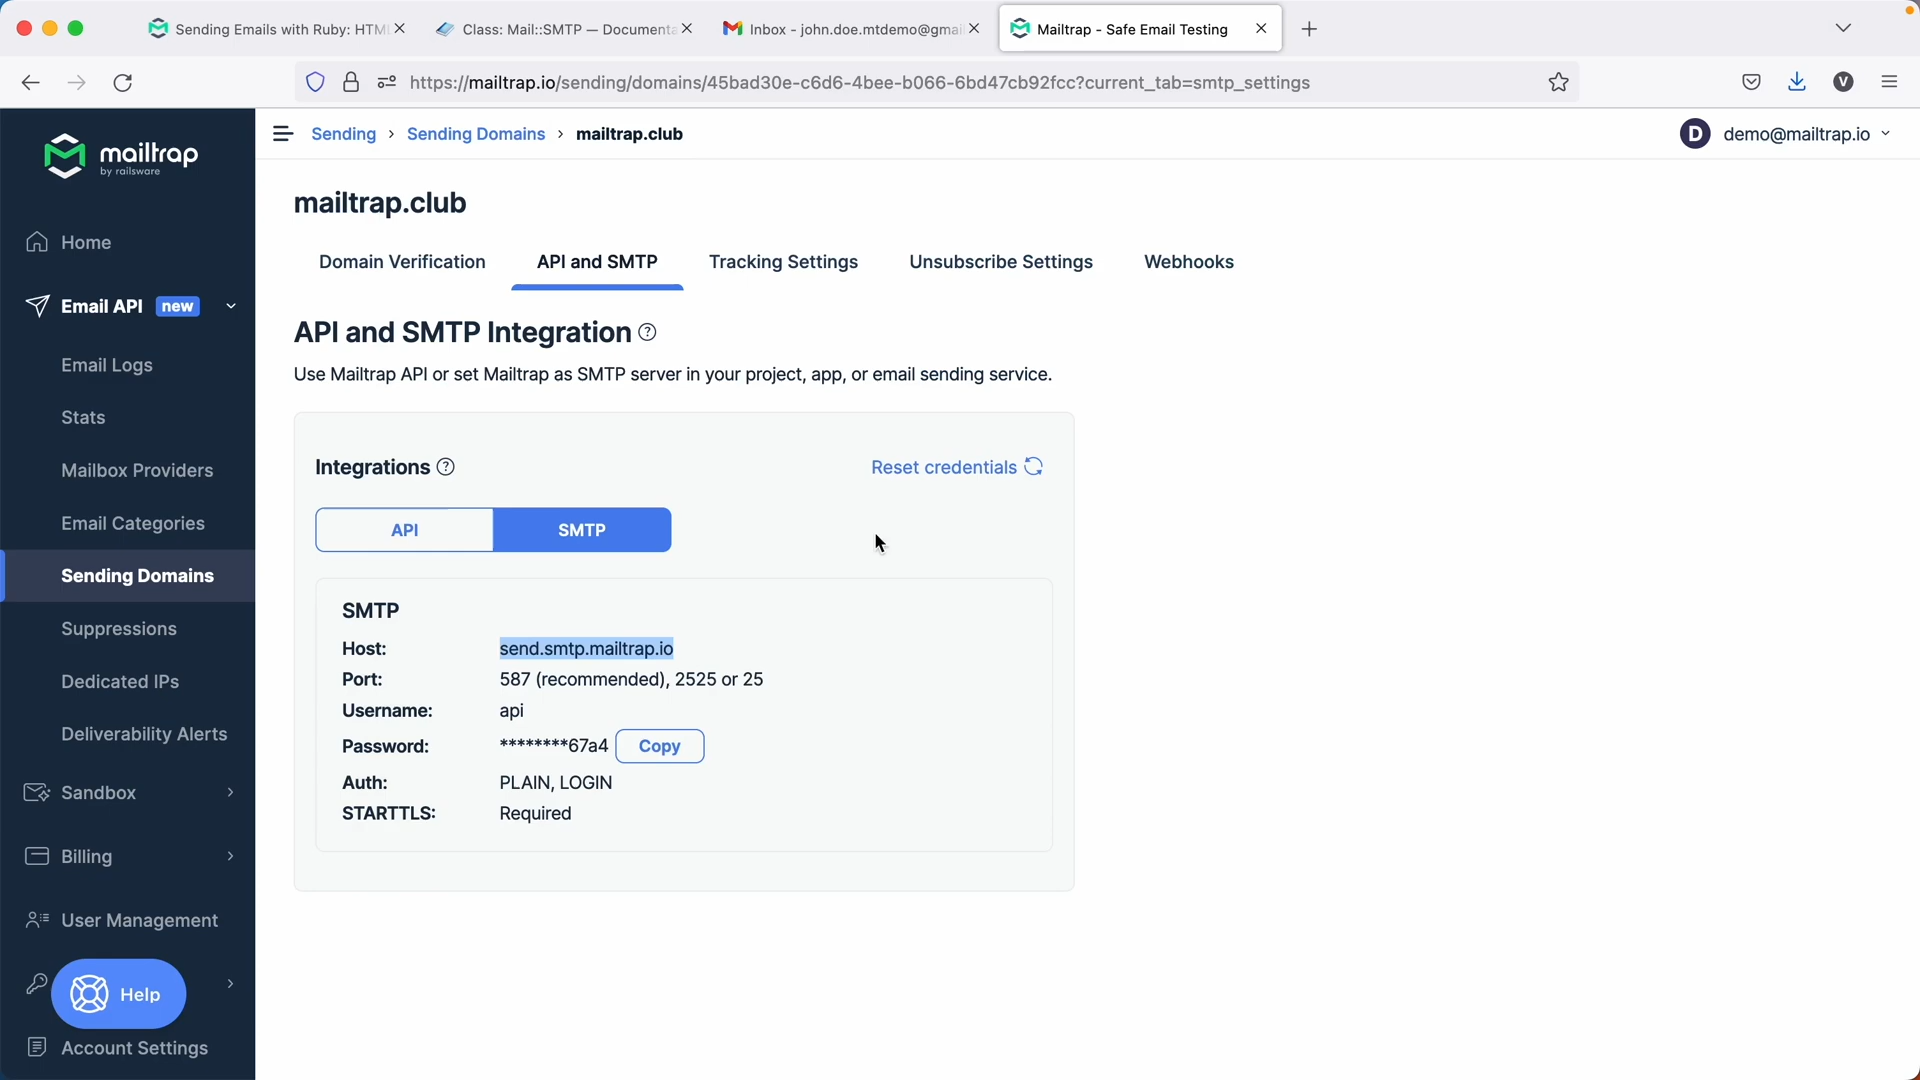 Sending Emails with Ruby: HTML
Class: Mail::SMTP — Documenta
Inbox - john.doe.mtdemo@gmail
Mailtrap - Safe Email Testing
https://mailtrap.io/sending/domains/45bad30e-c6d6-4bee-b066-6bd47cb92fcc?current_tab=smtp_settings
V
mailtrap
by railsware
Sending › Sending Domains › mailtrap.club
D demo@mailtrap.io
Home
Email API new
Email Logs
Stats
Mailbox Providers
Email Categories
Sending Domains
Suppressions
Dedicated IPs
Deliverability Alerts
Sandbox
Billing
User Management
Help
Account Settings
mailtrap.club
Domain Verification
API and SMTP
Tracking Settings
Unsubscribe Settings
Webhooks
API and SMTP Integration ?
Use Mailtrap API or set Mailtrap as SMTP server in your project, app, or email sending service.
Integrations ?
Reset credentials
API
SMTP
SMTP
Host: send.smtp.mailtrap.io
Port: 587 (recommended), 2525 or 25
Username: api
Password: ********67a4 Copy
Auth: PLAIN, LOGIN
STARTTLS: Required